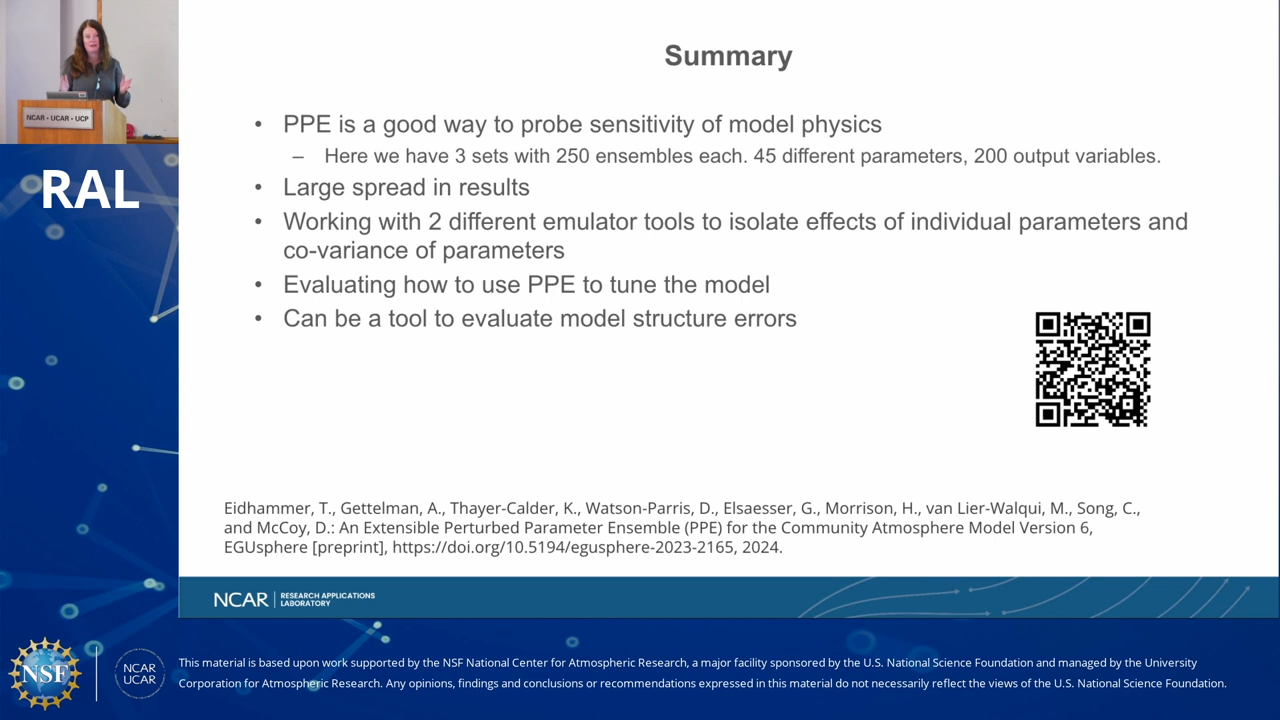 NCAR • UCAR • UCP
RAL
Summary
• PPE is a good way to probe sensitivity of model physics
– Here we have 3 sets with 250 ensembles each. 45 different parameters, 200 output variables.
• Large spread in results
• Working with 2 different emulator tools to isolate effects of individual parameters and
co-variance of parameters
• Evaluating how to use PPE to tune the model
• Can be a tool to evaluate model structure errors
Eidhammer, T., Gettelman, A., Thayer-Calder, K., Watson-Parris, D., Elsaesser, G., Morrison, H., van Lier-Walqui, M., Song, C.,
and McCoy, D.: An Extensible Perturbed Parameter Ensemble (PPE) for the Community Atmosphere Model Version 6,
EGUsphere [preprint], https://doi.org/10.5194/egusphere-2023-2165, 2024.
NCAR | RESEARCH APPLICATIONS
LABORATORY
NSF
NCAR
UCAR
This material is based upon work supported by the NSF National Center for Atmospheric Research, a major facility sponsored by the U.S. National Science Foundation and managed by the University
Corporation for Atmospheric Research. Any opinions, findings and conclusions or recommendations expressed in this material do not necessarily reflect the views of the U.S. National Science Foundation.